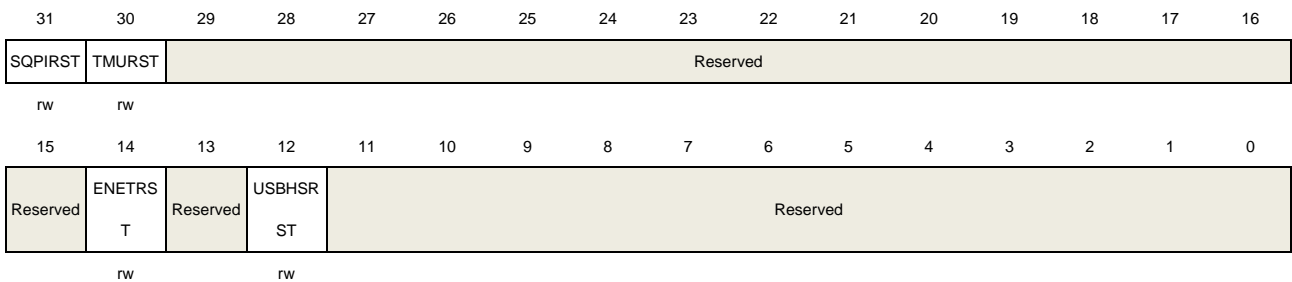 31 30 29 28 27 26 25 24 23 22 21 20 19 18 17 16
SQPIRST TMURST Reserved
rw rw
15 14 13 12 11 10 9 8 7 6 5 4 3 2 1 0
Reserved ENETRS T Reserved USBHSR ST Reserved
rw rw